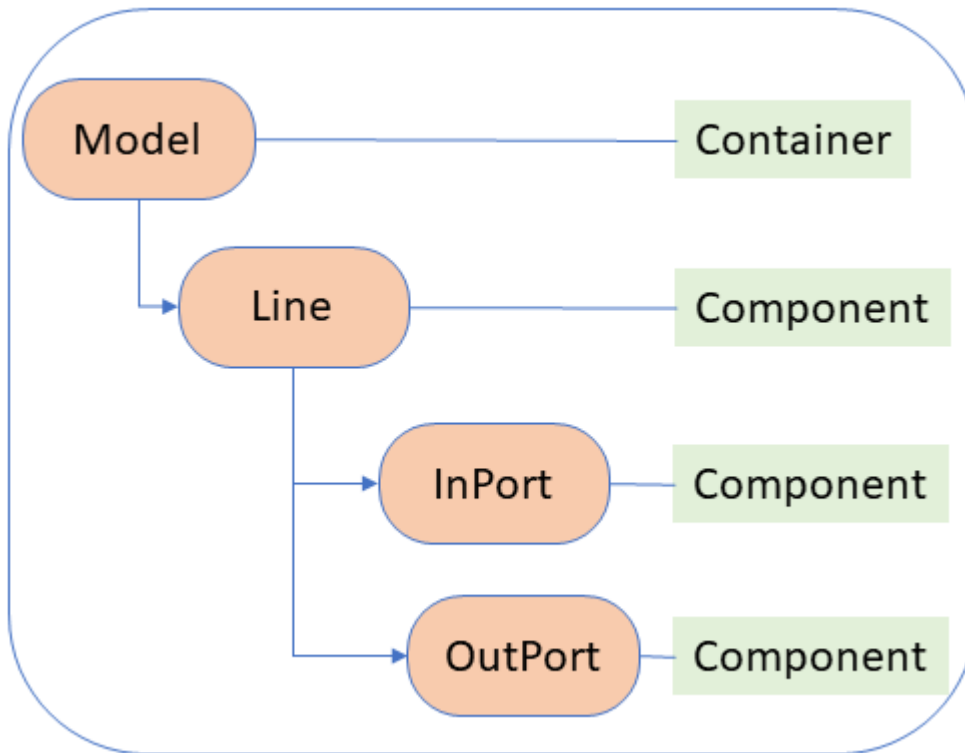 Model Container
Line Component
InPort Component
OutPort Component